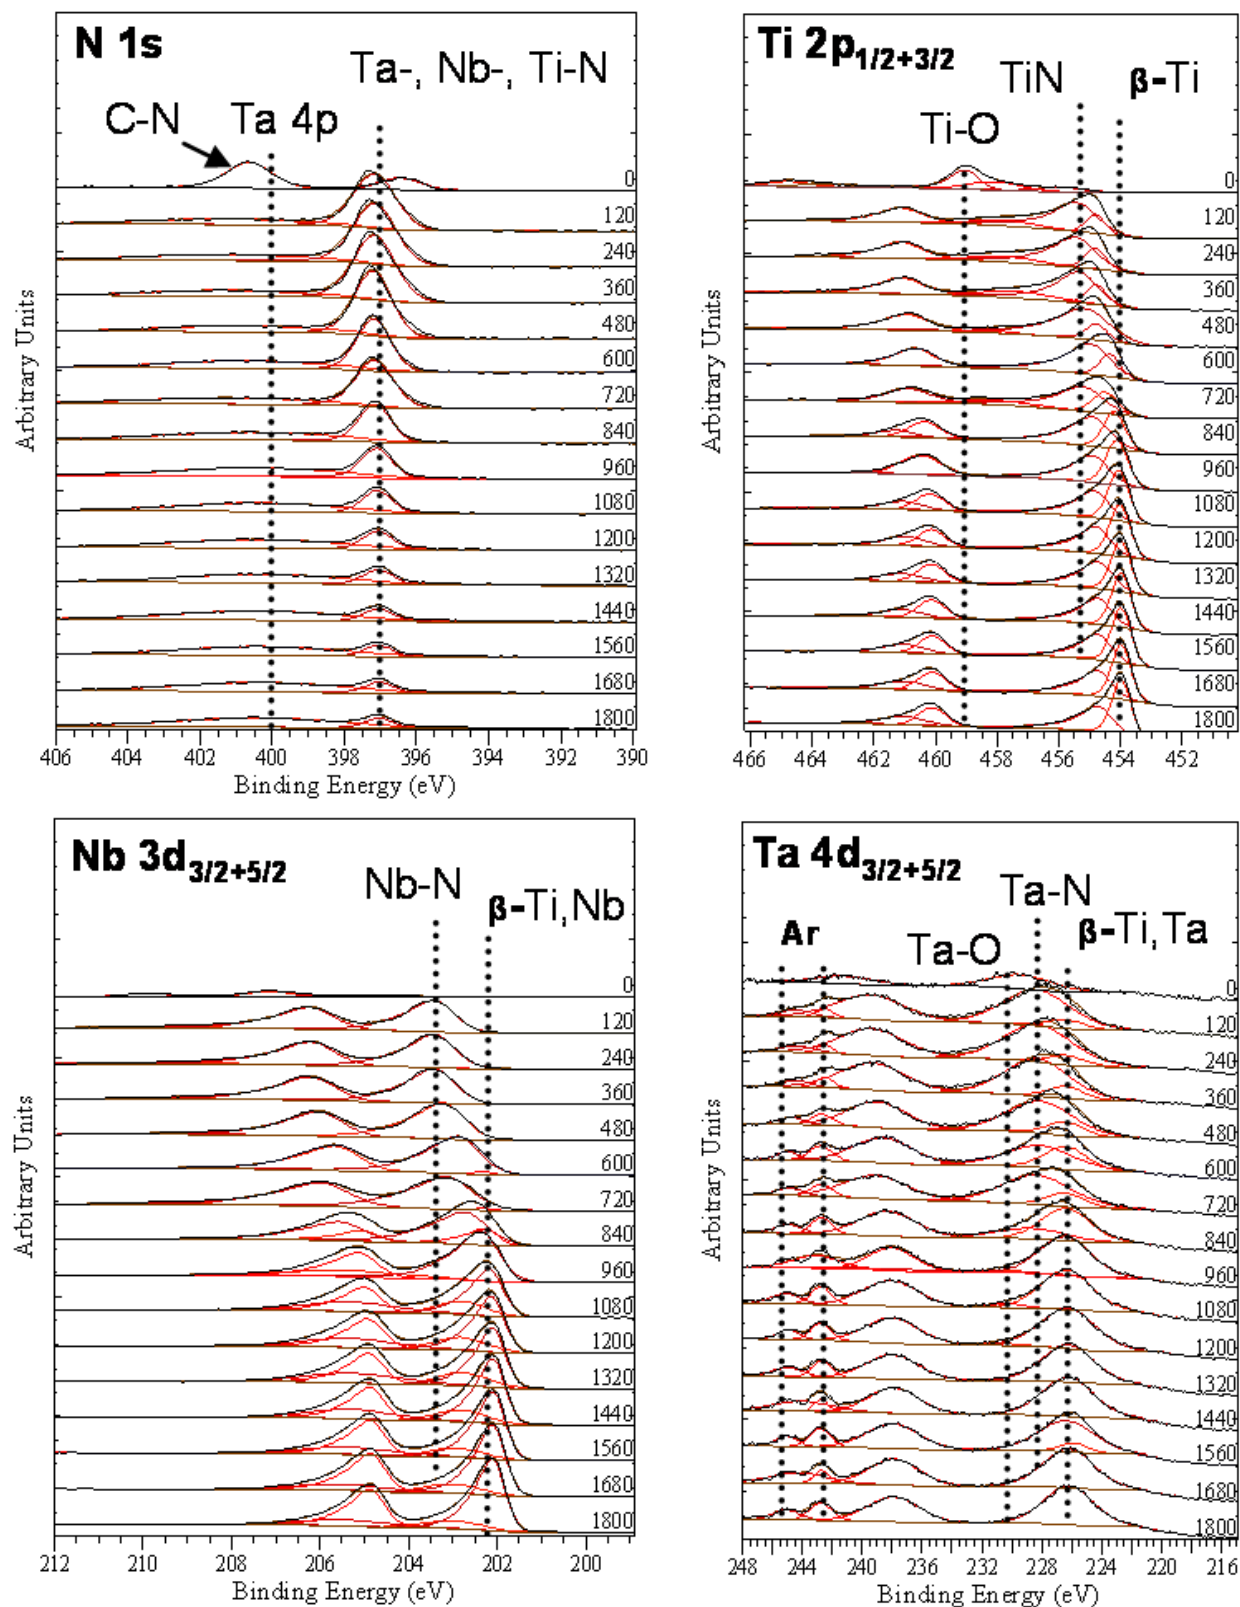 N 1s
Ta-, Nb-, Ti-N
C-N
Ta 4p
0
120
240
360
480
600
720
840
960
1080
1200
1320
1440
1560
1680
1800
Arbitrary Units
406 404 402 400 398 396 394 392 390
Binding Energy (eV)
Ti 2p1/2+3/2
TiN
β-Ti
Ti-O
0
120
240
360
480
600
720
840
960
1080
1200
1320
1440
1560
1680
1800
Arbitrary Units
466 464 462 460 458 456 454 452
Binding Energy (eV)
Nb 3d3/2+5/2
Nb-N
β-Ti,Nb
0
120
240
360
480
600
720
840
960
1080
1200
1320
1440
1560
1680
1800
Arbitrary Units
212 210 208 206 204 202 200
Binding Energy (eV)
Ta 4d3/2+5/2
Ta-N
Ar
Ta-O
β-Ti,Ta
0
120
240
360
480
600
720
840
960
1080
1200
1320
1440
1560
1680
1800
Arbitrary Units
248 244 240 236 232 228 224 220 216
Binding Energy (eV)